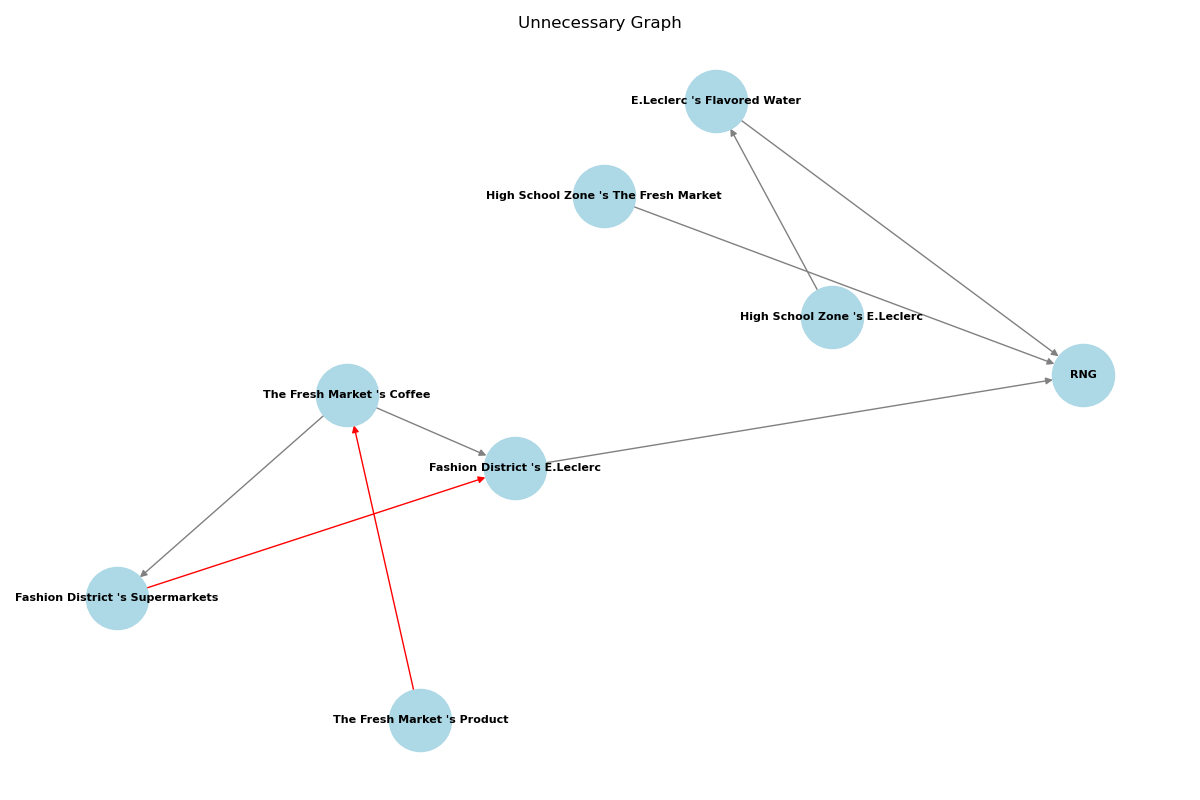 Unnecessary Graph
E.Leclerc 's Flavored Water
High School Zone 's The Fresh Market
High School Zone 's E.Leclerc
RNG
The Fresh Market 's Coffee
Fashion District 's E.Leclerc
Fashion District 's Supermarkets
The Fresh Market 's Product